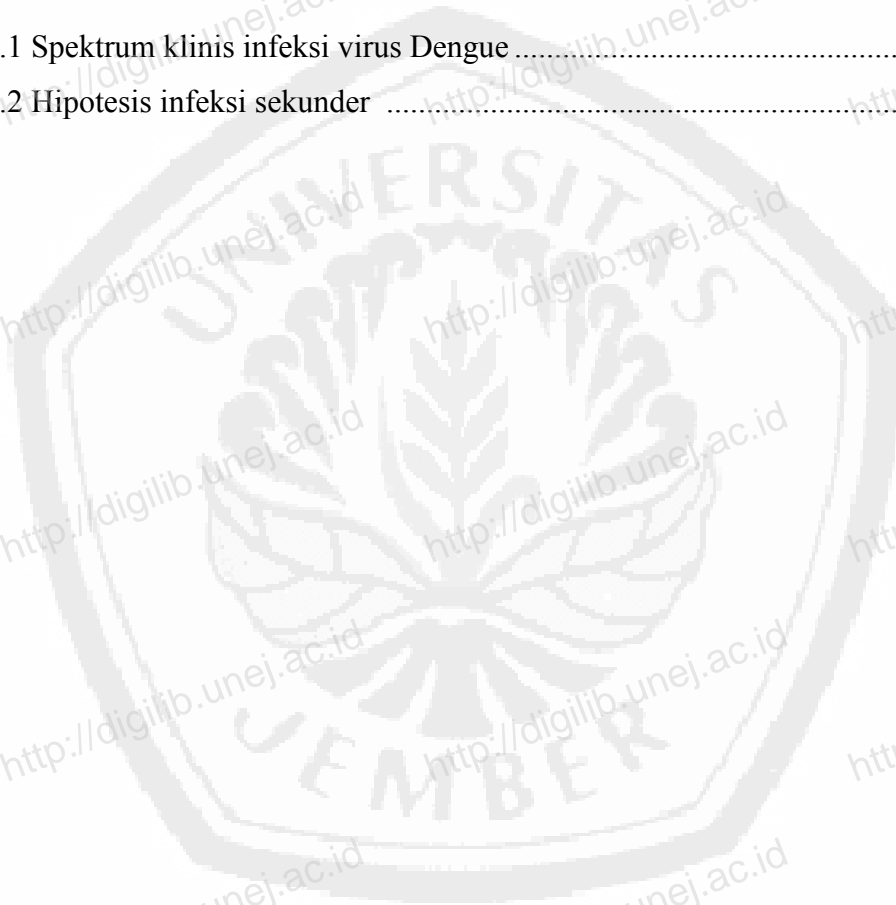 .1 Spektrum klinis infeksi virus Dengue ................................................
.2 Hipotesis infeksi sekunder ................................................................
UNIVERSITAS
JEMBER
http://digilib.unej.ac.id
http://digilib.unej.ac.id
http://digilib.unej.ac.id
http://digilib.unej.ac.id
http://digilib.unej.ac.id
http://digilib.unej.ac.id
http://digilib.unej.ac.id
http://digilib.unej.ac.id